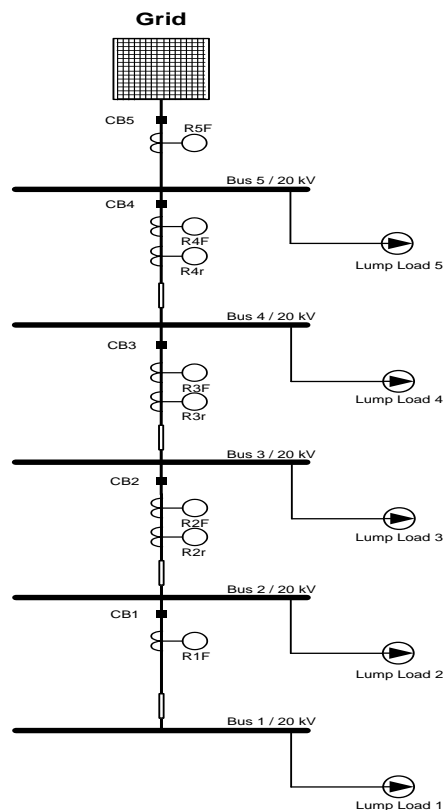 Grid
CB5
R5F
Bus 5 / 20 kV
CB4
R4F
R4r
Lump Load 5
Bus 4 / 20 kV
CB3
R3F
R3r
Lump Load 4
Bus 3 / 20 kV
CB2
R2F
R2r
Lump Load 3
Bus 2 / 20 kV
CB1
R1F
Lump Load 2
Bus 1 / 20 kV
Lump Load 1